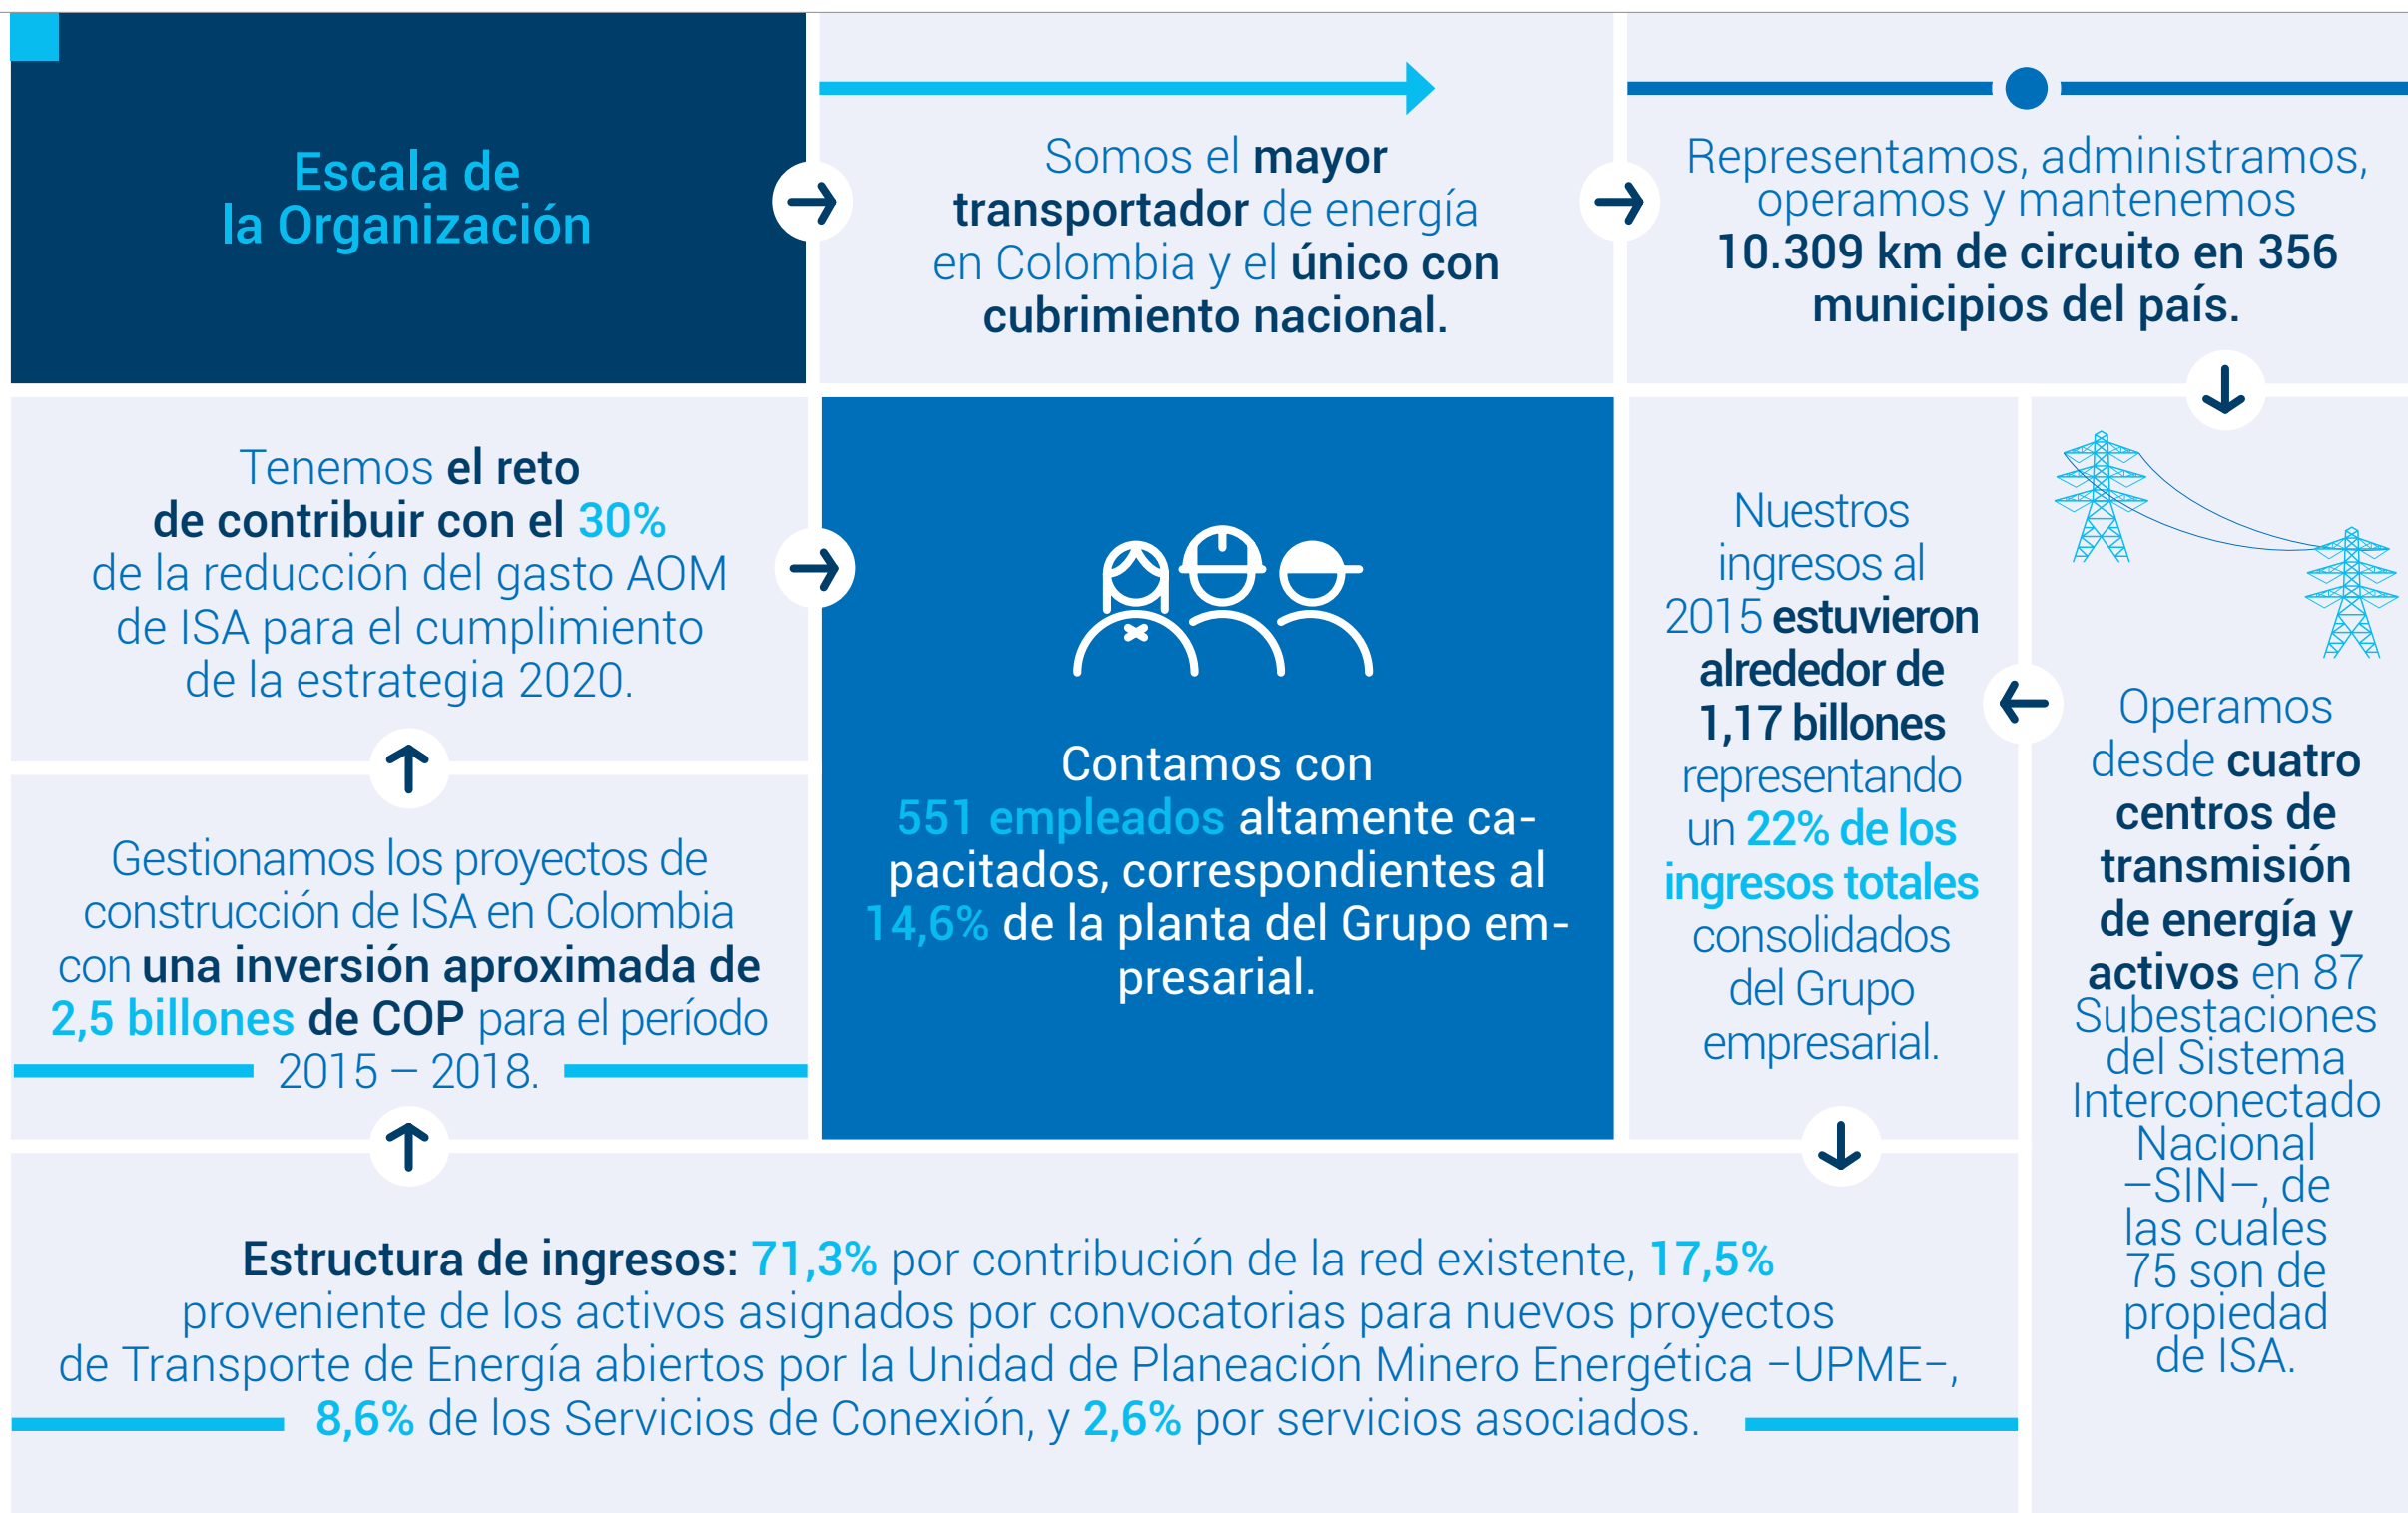 Escala de
la Organización
Somos el mayor
transportador de energía
en Colombia y el único con
cubrimiento nacional.
Representamos, administramos,
operamos y mantenemos
10.309 km de circuito en 356
municipios del país.
Operamos
desde cuatro
centros de
transmisión
de energía y
activos en 87
Subestaciones
del Sistema
Interconectado
Nacional
–SIN–, de
las cuales
75 son de
propiedad
de ISA.
Nuestros
ingresos al
2015 estuvieron
alrededor de
1,17 billones
representando
un 22% de los
ingresos totales
consolidados
del Grupo
empresarial.
Estructura de ingresos: 71,3% por contribución de la red existente, 17,5%
proveniente de los activos asignados por convocatorias para nuevos proyectos
de Transporte de Energía abiertos por la Unidad de Planeación Minero Energética –UPME–,
8,6% de los Servicios de Conexión, y 2,6% por servicios asociados.
Gestionamos los proyectos de
construcción de ISA en Colombia
con una inversión aproximada de
2,5 billones de COP para el período
2015 – 2018.
Tenemos el reto
de contribuir con el 30%
de la reducción del gasto AOM
de ISA para el cumplimiento
de la estrategia 2020.
Contamos con
551 empleados altamente ca-
pacitados, correspondientes al
14,6% de la planta del Grupo em-
presarial.